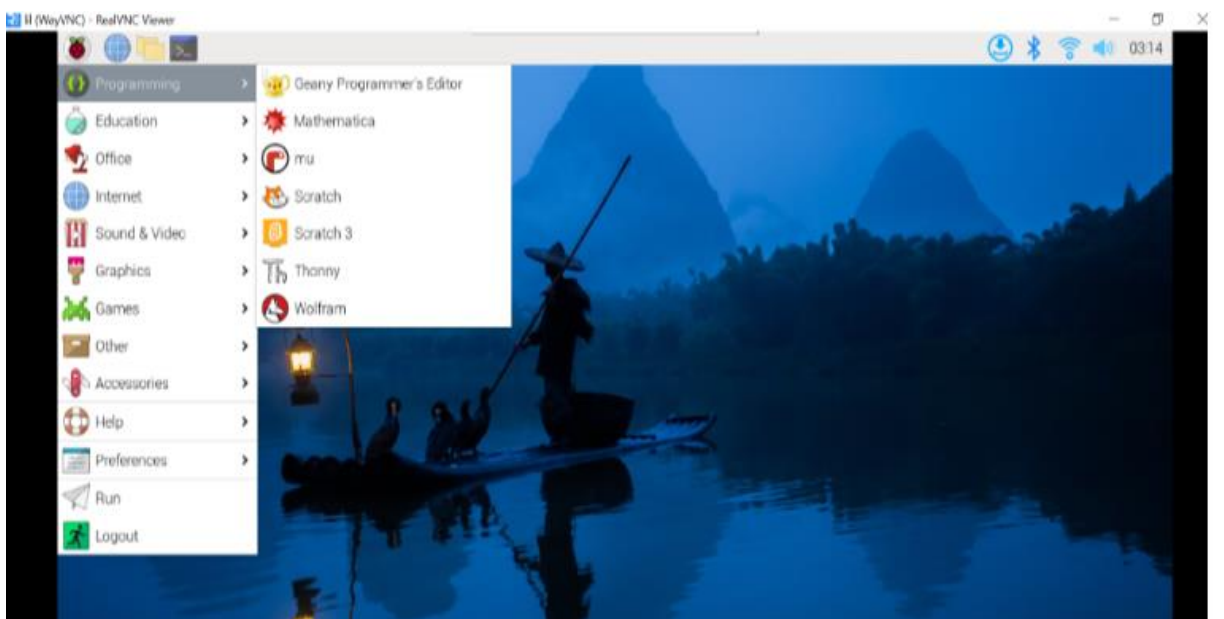 (WayVNC) - RealVNC Viewer
03:14
Programming
Education
Office
Internet
Sound & Video
Graphics
Games
Other
Accessories
Help
Preferences
Run
Logout
Geany Programmer's Editor
Mathematica
mu
Scratch
Scratch 3
Thonny
Wolfram